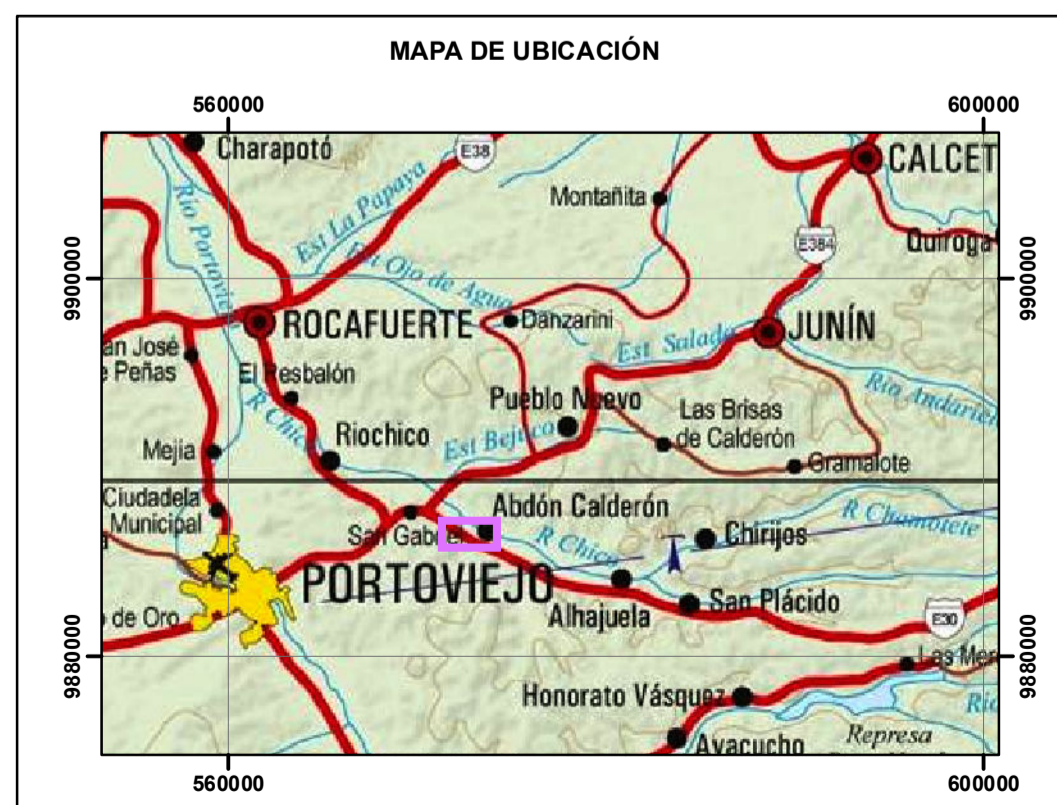 MAPA DE UBICACIÓN
560000
600000
Charapotó
E38
CALCET
Montañita
Río Portoviejo
Est La Papaya
E384
Quiroga
9900000
9900000
Est Ojo de Agua
ROCAFUERTE
Danzarini
JUNÍN
an José
e Peñas
Est Salado
El Resbalón
Río Andarie
Pueblo Nuevo
Las Brisas
de Calderón
R Chico
Riochico
Est Bejuco
Mejia
Gramalote
Ciudadela
Municipal
Abdón Calderón
R Chamotete
San Gabriel
R Chico
Chirijos
PORTOVIEJO
Alhajuela
San Plácido
o de Oro
E30
9880000
9880000
Las Mer
Honorato Vásquez
Río
Ayacucho
Represa
560000
600000